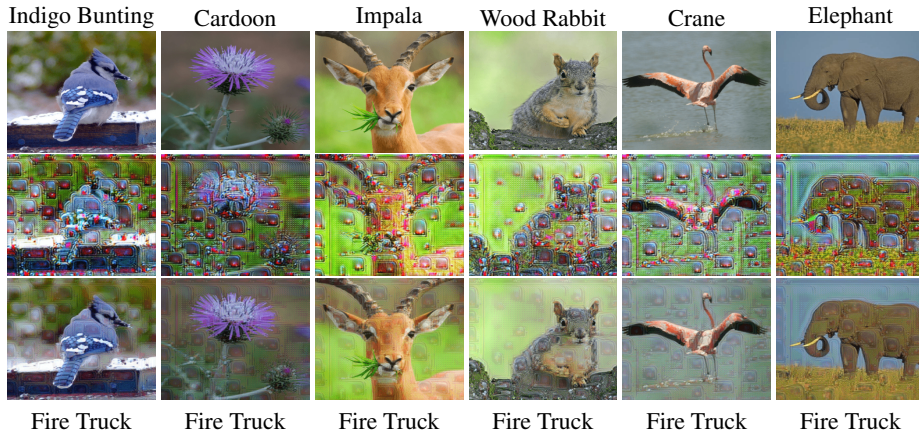 Indigo Bunting Cardoon Impala Wood Rabbit Crane Elephant
Fire Truck Fire Truck Fire Truck Fire Truck Fire Truck Fire Truck